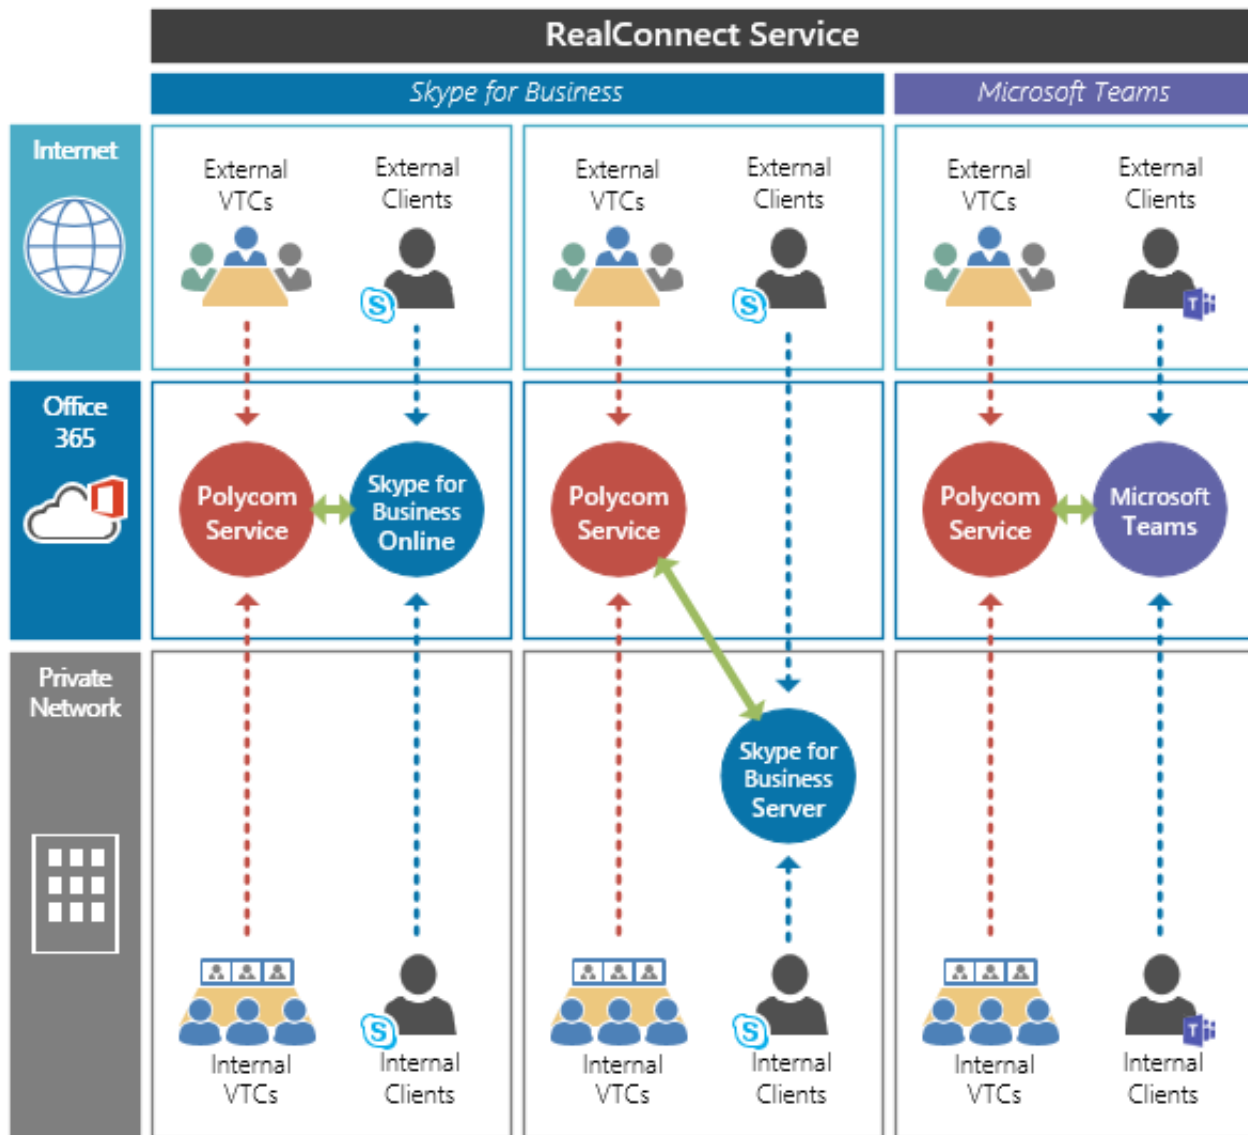 RealConnect Service
Skype for Business
Microsoft Teams
Internet
External
VTCs
External
Clients
External
VTCs
External
Clients
External
VTCs
External
Clients
S
S
T
Office
365
Polycom
Service
Skype for
Business
Online
Polycom
Service
Polycom
Service
Microsoft
Teams
Private
Network
Skype for
Business
Server
S
S
T
Internal
VTCs
Internal
Clients
Internal
VTCs
Internal
Clients
Internal
VTCs
Internal
Clients